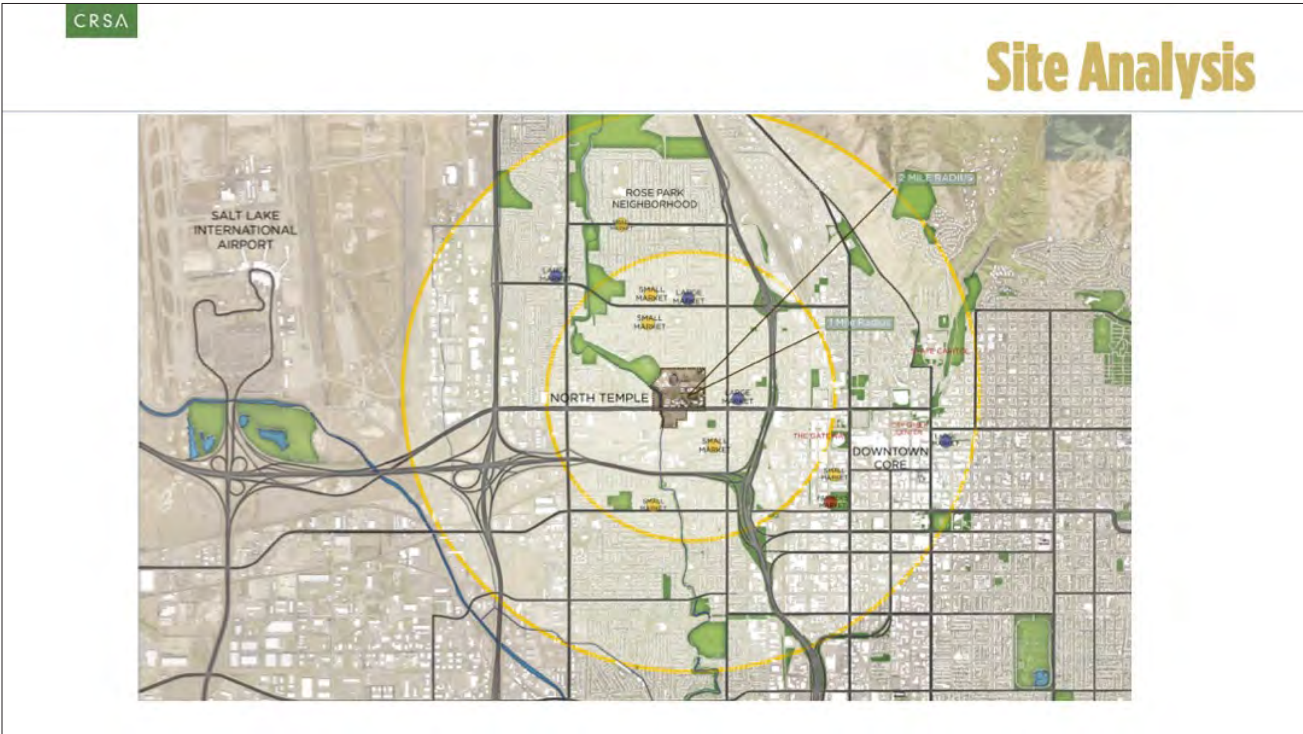 CRSA
Site Analysis
2 MILE RADIUS
ROSE PARK
NEIGHBORHOOD
SALT LAKE
INTERNATIONAL
AIRPORT
LARGE
MARKET
SMALL
MARKET
LARGE
MARKET
SMALL
MARKET
1 Mile Radius
STATE CAPITOL
NORTH TEMPLE
LARGE
MARKET
THE GATEWAY
CENTER
SMALL
MARKET
DOWNTOWN
CORE
SMALL
MARKET
MARKET
SMALL
MARKET